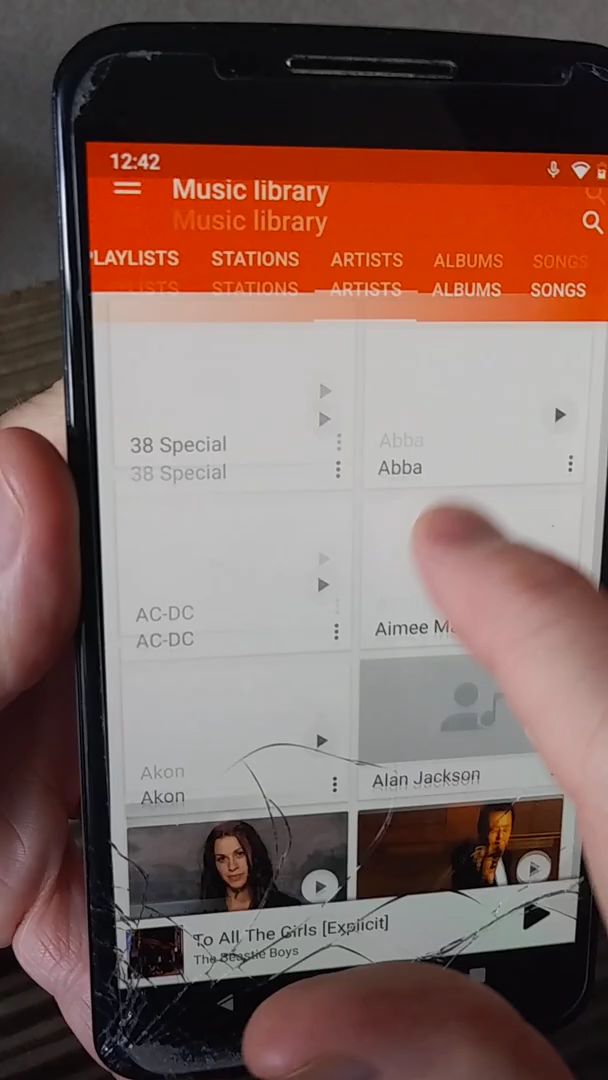 12:42
Music library
Music library
PLAYLISTS STATIONS ARTISTS ALBUMS SONGS
LISTS STATIONS ARTISTS ALBUMS SONGS
38 Special
38 Special
Abba
Abba
AC-DC
AC-DC
Aimee
Akon
Akon
Alan Jackson
To All The Girls [Explicit]
The Beastie Boys